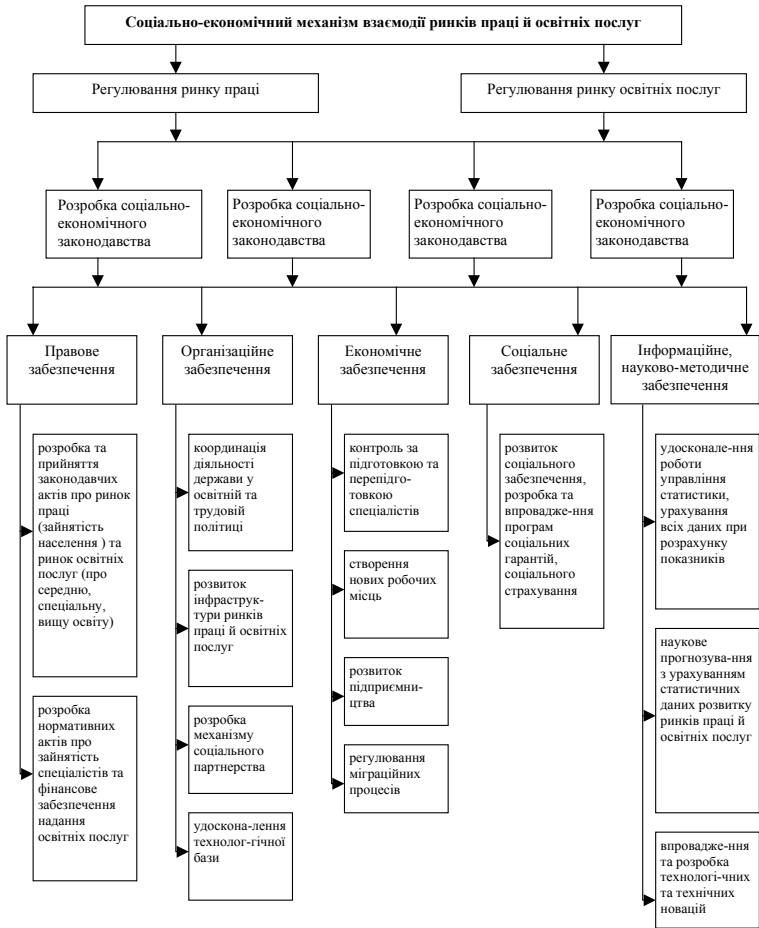 Соціально-економічний механізм взаємодії ринків праці й освітніх послуг
Регулювання ринку праці
Регулювання ринку освітніх послуг
Розробка соціально-
економічного
законодавства
Розробка соціально-
економічного
законодавства
Розробка соціально-
економічного
законодавства
Розробка соціально-
економічного
законодавства
Правове
забезпечення
Організаційне
забезпечення
Економічне
забезпечення
Соціальне
забезпечення
Інформаційне,
науково-методичне
забезпечення
розробка та
прийняття
законодавчих
актів про ринок
праці
(зайнятість
населення ) та
ринок освітніх
послуг (про
середню,
спеціальну,
вищу освіту)
розробка
нормативних
актів про
зайнятість
спеціалістів та
фінансове
забезпечення
надання
освітніх послуг
координація
діяльності
держави у
освітній та
трудовій
політиці
розвиток
інфраструк-
тури ринків
праці й освітніх
послуг
розробка
механізму
соціального
партнерства
удоскона-лення
технолог-гічної
бази
контроль за
підготовкою та
перепідго-
товкою
спеціалістів
створення
нових робочих
місць
розвиток
підприємни-
цтва
регулювання
міграційних
процесів
розвиток
соціального
забезпечення,
розробка та
впровадже-ння
програм
соціальних
гарантій,
соціального
страхування
удосконале-ння
роботи
управління
статистики,
урахування
всіх даних при
розрахунку
показників
наукове
прогнозува-ння
з урахуванням
статистичних
даних розвитку
ринків праці й
освітніх послуг
впровадже-ння
та розробка
технологі-чних
та технічних
новацій